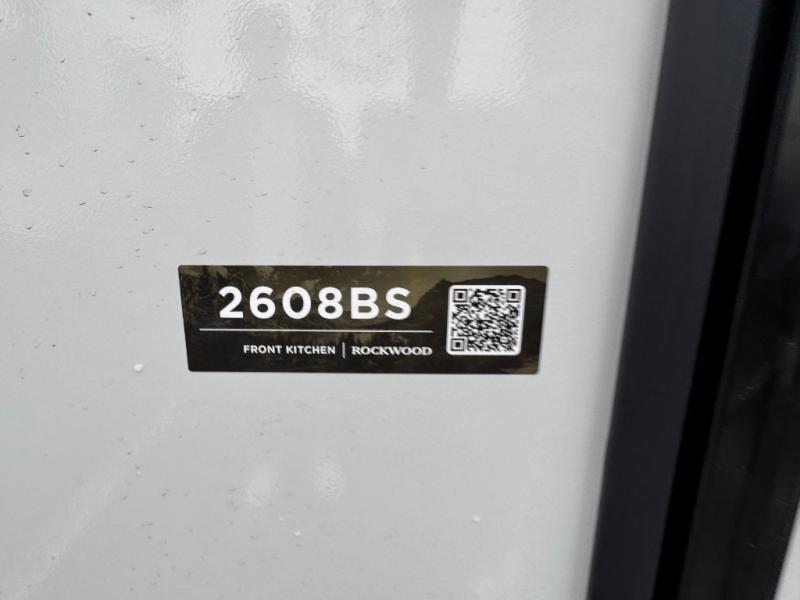 2608BS
FRONT KITCHEN | ROCKWOOD